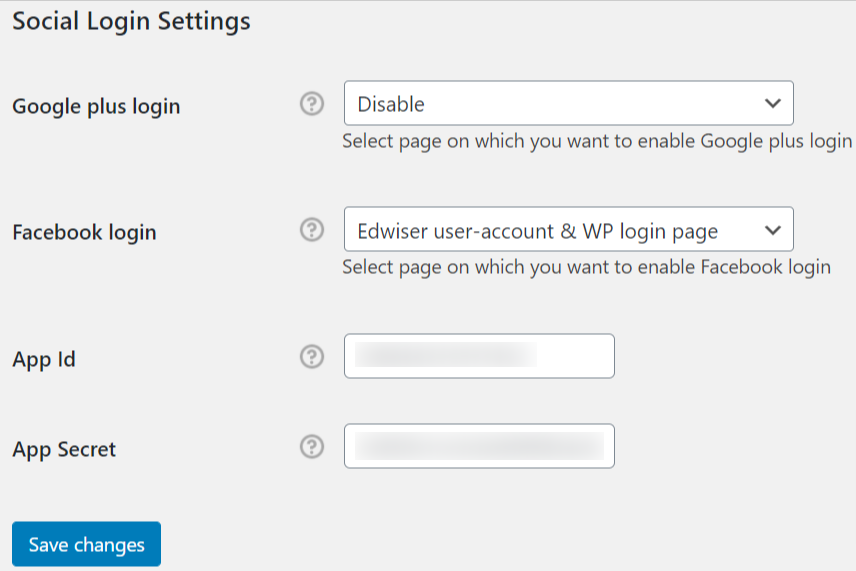 Social Login Settings
Google plus login
Disable
Select page on which you want to enable Google plus login
Facebook login
Edwiser user-account & WP login page
Select page on which you want to enable Facebook login
App Id
App Secret
Save changes